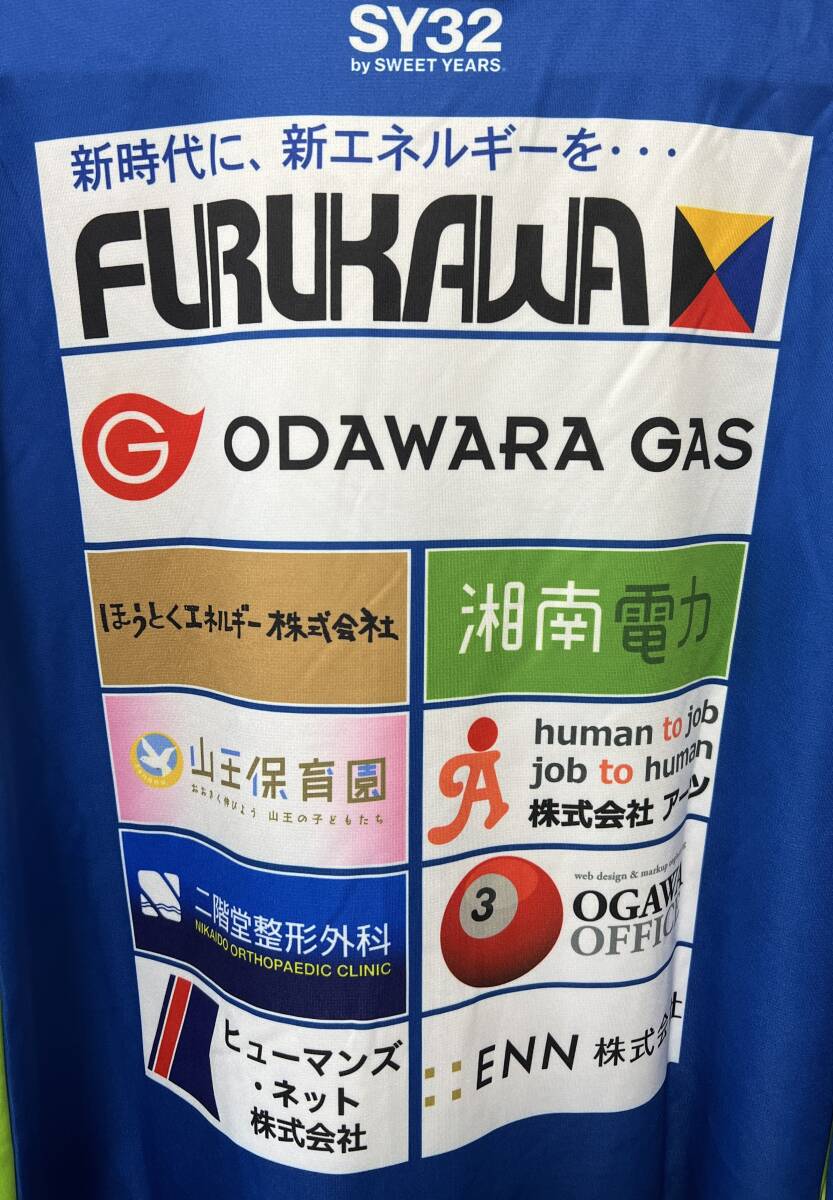 SY32
by SWEET YEARS
新時代に、新エネルギーを・・・
FURUKAWA
G ODAWARA GAS
ほうとくエネルギー株式会社
湘南電力
山王保育園
おおきく伸びよう 山王の子どもたち
human to job
job to human
株式会社 アーン
二階堂整形外科
NIKAIDO ORTHOPAEDIC CLINIC
3
web design & markup
OGAWA
OFFICE
ヒューマンズ
・ネット
株式会社
ENN 株式会社